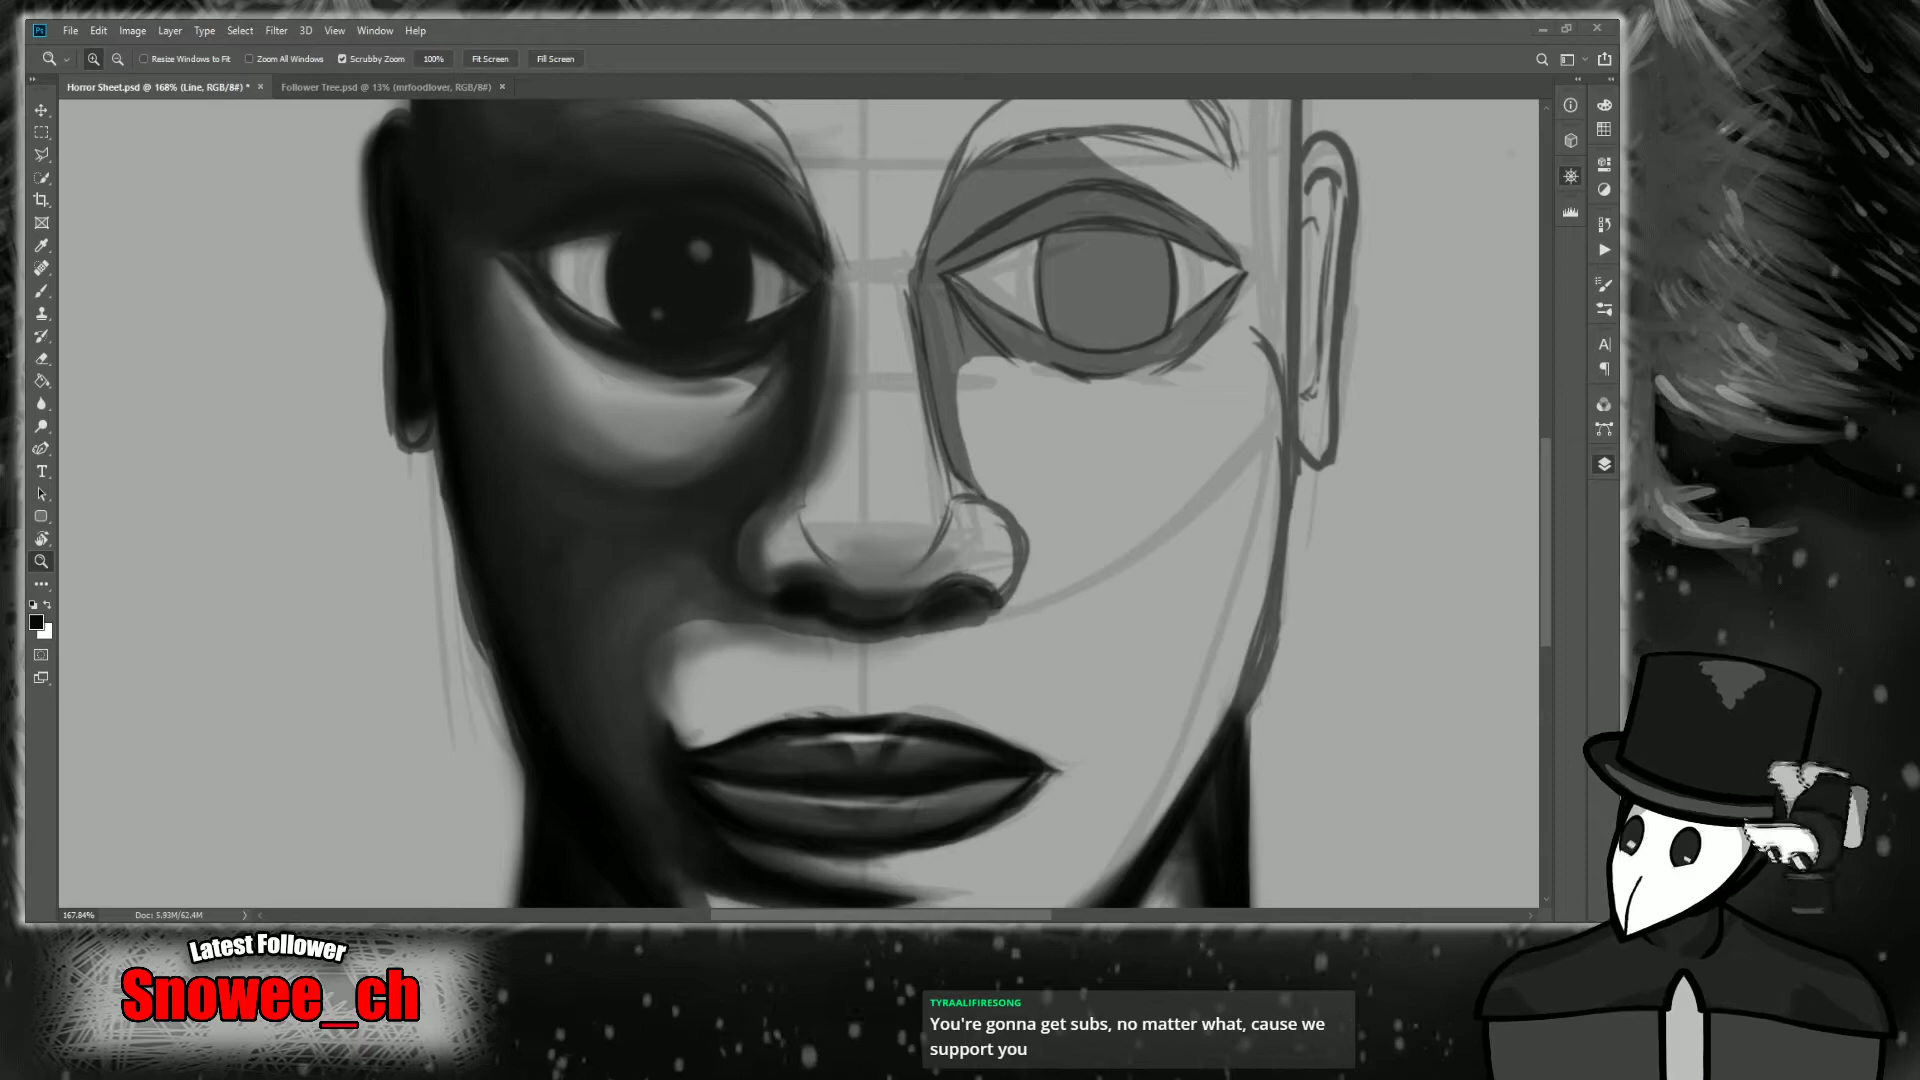 Ps File Edit Image Layer Type Select Filter 3D View Window Help
Resize Windows to Fit Zoom All Windows Scrubby Zoom 100% Fit Screen Fill Screen
Horror Sheet.psd @ 168% (Line, RGB/8#) * × Follower Tree.psd @ 13% (mrfoodlover, RGB/8#) ×
167.84% Doc: 5.93M/62.4M
Latest Follower
Snowee_ch
TYRAALIFIRESONG
You're gonna get subs, no matter what, cause we
support you